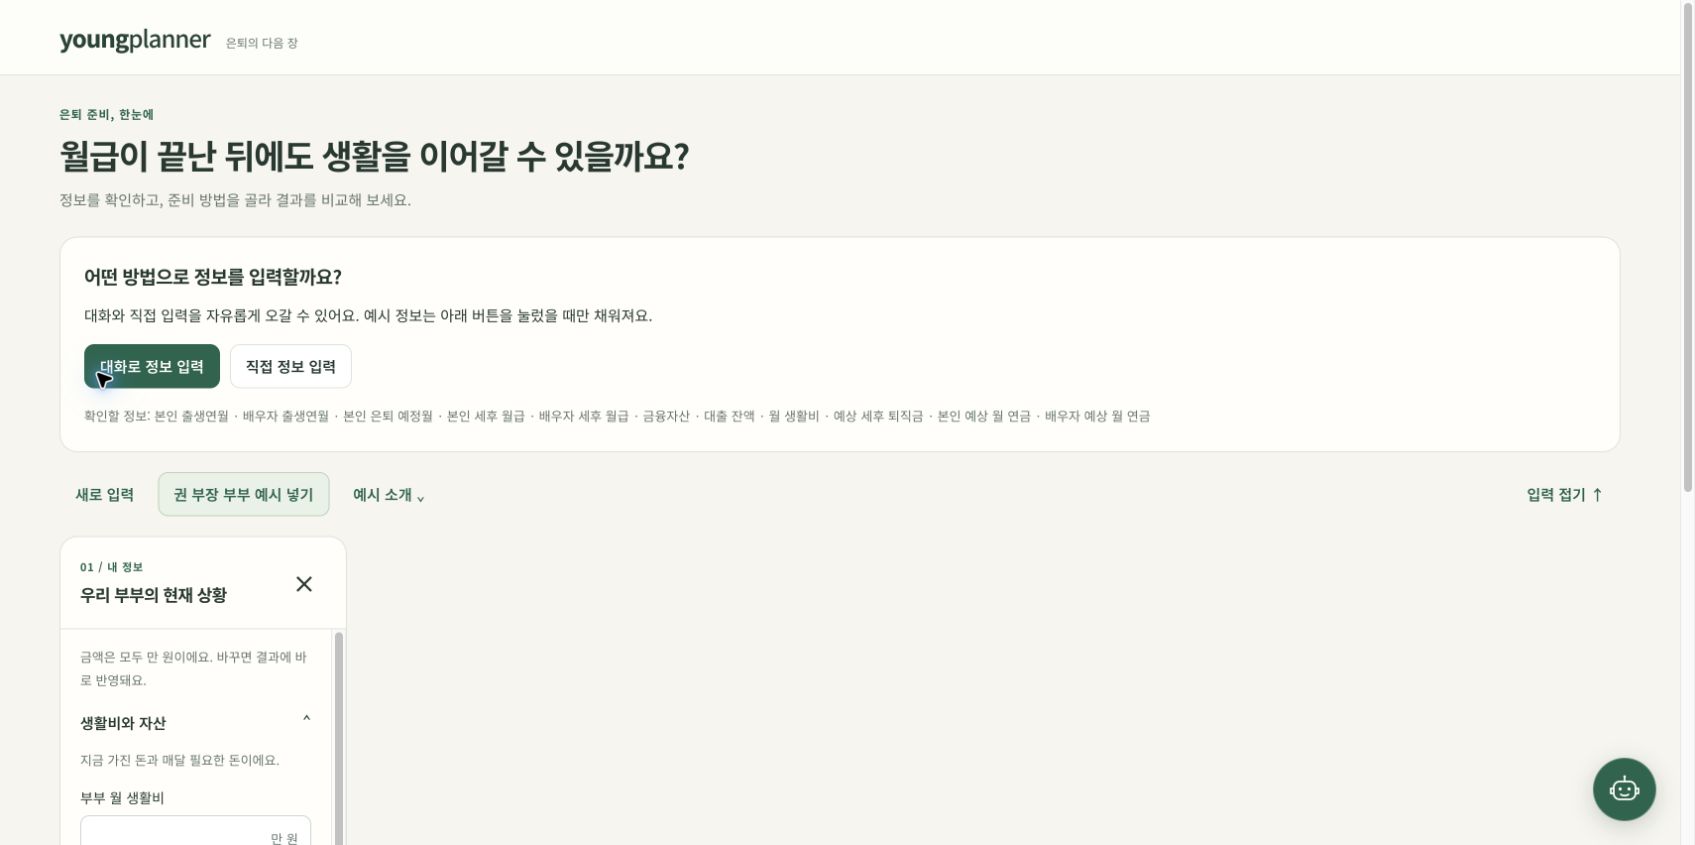 youngplanner 은퇴의 다음 장
은퇴 준비, 한눈에
월급이 끝난 뒤에도 생활을 이어갈 수 있을까요?
정보를 확인하고, 준비 방법을 골라 결과를 비교해 보세요.
어떤 방법으로 정보를 입력할까요?
대화와 직접 입력을 자유롭게 오갈 수 있어요. 예시 정보는 아래 버튼을 눌렀을 때만 채워져요.
대화로 정보 입력 직접 정보 입력
확인할 정보: 본인 출생연월 · 배우자 출생연월 · 본인 은퇴 예정월 · 본인 세후 월급 · 배우자 세후 월급 · 금융자산 · 대출 잔액 · 월 생활비 · 예상 세후 퇴직금 · 본인 예상 월 연금 · 배우자 예상 월 연금
새로 입력 권 부장 부부 예시 넣기 예시 소개 입력 접기 ↑
01 / 내 정보
우리 부부의 현재 상황
금액은 모두 만 원이에요. 바꾸면 결과에 바
로 반영돼요.
생활비와 자산
지금 가진 돈과 매달 필요한 돈이에요.
부부 월 생활비
만 원